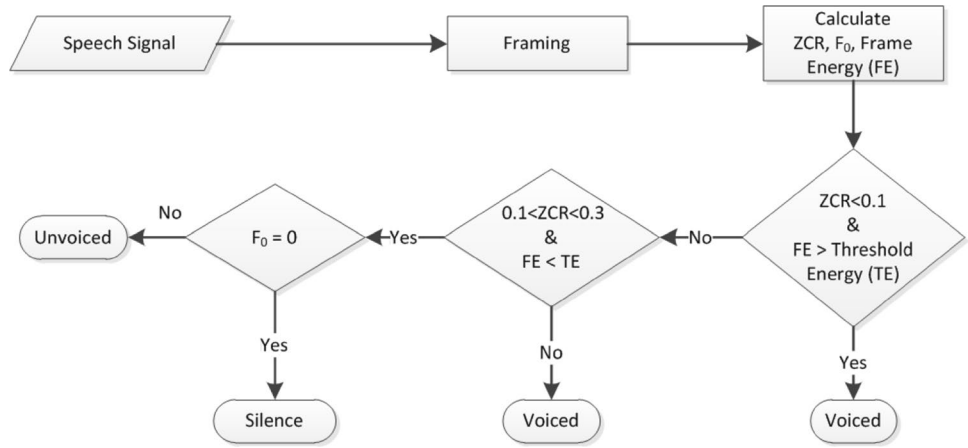 Speech Signal
Framing
Calculate
ZCR, F₀, Frame
Energy (FE)
ZCR<0.1
&
FE > Threshold
Energy (TE)
No
Yes
Voiced
0.1<ZCR<0.3
&
FE < TE
Yes
No
Voiced
F₀ = 0
No
Unvoiced
Yes
Silence